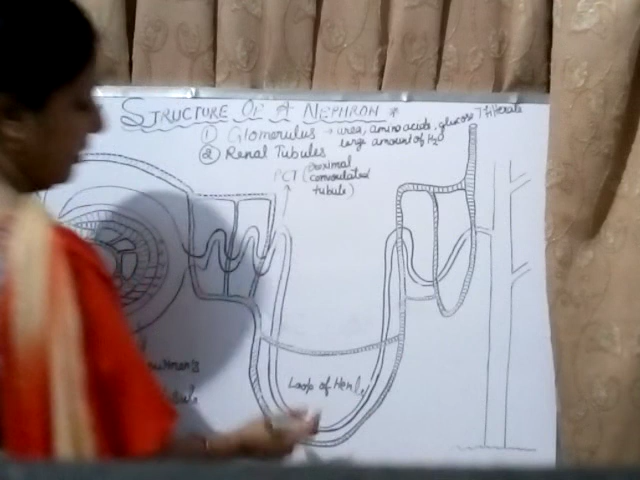 STRUCTURE OF A NEPHRON *
① Glomerulus → urea, amino acids, glucose Filterate
large amount of H₂O
② Renal Tubules
PCT (Proximal
convoluted
tubule)
Loop of Henle